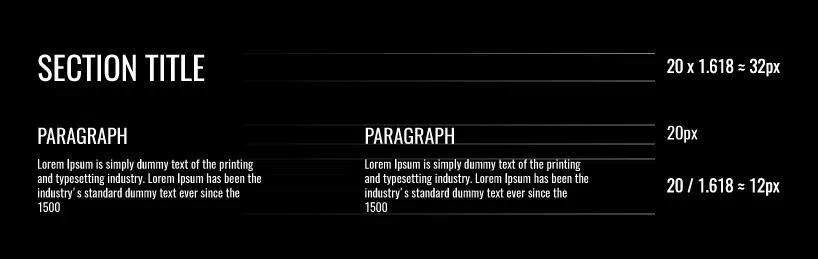 SECTION TITLE
20 x 1.618 ≈ 32px
PARAGRAPH
PARAGRAPH
20px
Lorem Ipsum is simply dummy text of the printing
and typesetting industry. Lorem Ipsum has been the
industry's standard dummy text ever since the
1500
Lorem Ipsum is simply dummy text of the printing
and typesetting industry. Lorem Ipsum has been the
industry's standard dummy text ever since the
1500
20 / 1.618 ≈ 12px